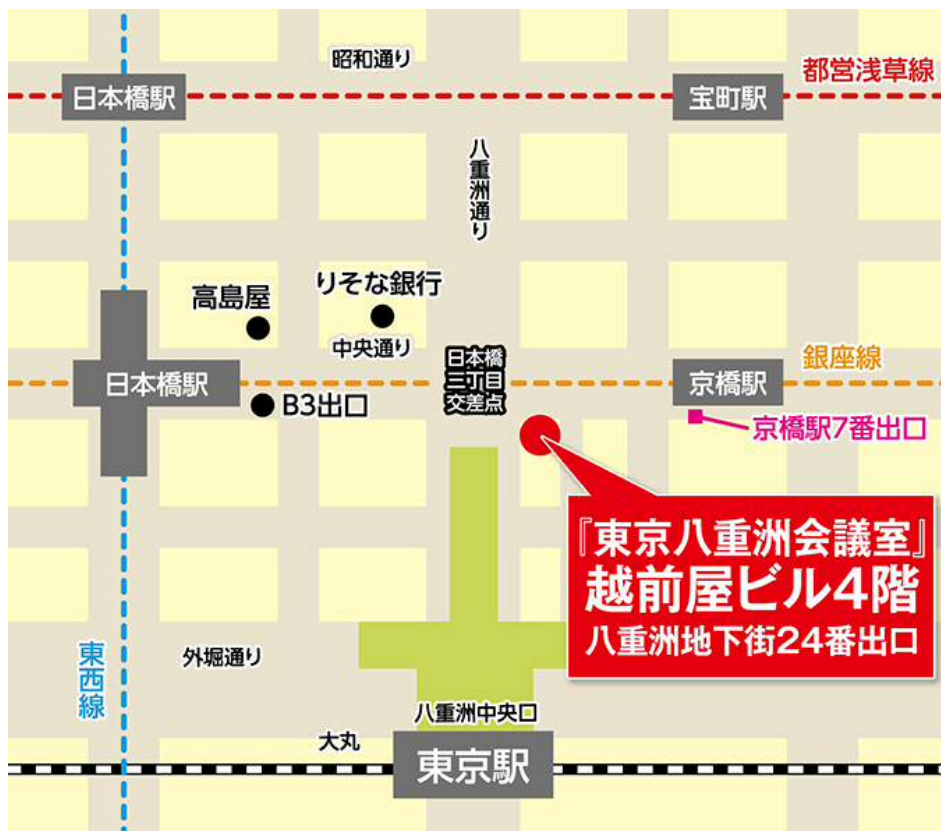 昭和通り
都営浅草線
日本橋駅
宝町駅
八重洲通り
高島屋
りそな銀行
中央通り
日本橋
三丁目
交差点
銀座線
日本橋駅
京橋駅
B3出口
京橋駅7番出口
『東京八重洲会議室』
越前屋ビル4階
八重洲地下街24番出口
東西線
外堀通り
八重洲中央口
大丸
東京駅